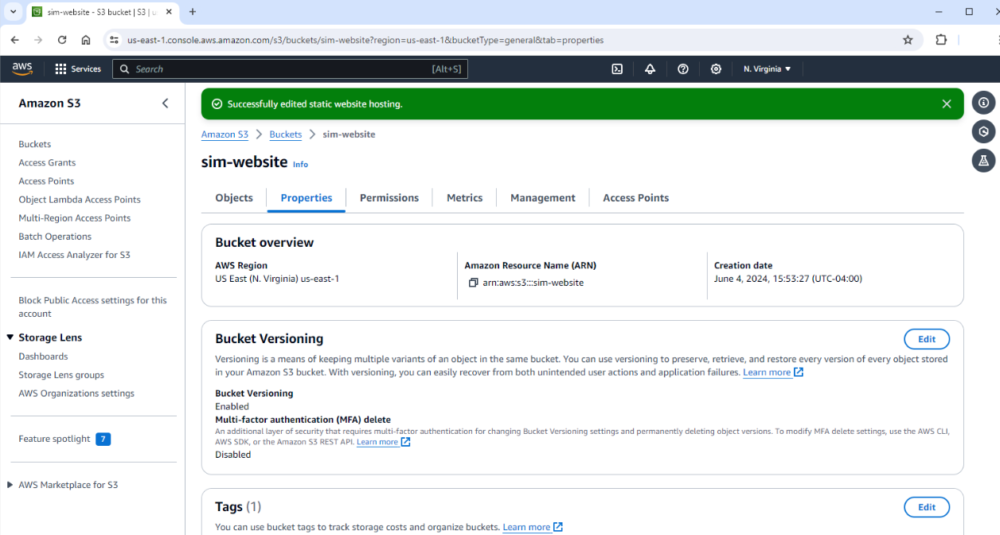 sim-website - S3 bucket | S3 | us
us-east-1.console.aws.amazon.com/s3/buckets/sim-website?region=us-east-1&bucketType=general&tab=properties
aws
Services
Search
[Alt+S]
N. Virginia
Amazon S3
Buckets
Access Grants
Access Points
Object Lambda Access Points
Multi-Region Access Points
Batch Operations
IAM Access Analyzer for S3
Block Public Access settings for this
account
Storage Lens
Dashboards
Storage Lens groups
AWS Organizations settings
Feature spotlight 7
AWS Marketplace for S3
Successfully edited static website hosting.
Amazon S3 > Buckets > sim-website
sim-website Info
Objects
Properties
Permissions
Metrics
Management
Access Points
Bucket overview
AWS Region
US East (N. Virginia) us-east-1
Amazon Resource Name (ARN)
arn:aws:s3:::sim-website
Creation date
June 4, 2024, 15:53:27 (UTC-04:00)
Bucket Versioning
Edit
Versioning is a means of keeping multiple variants of an object in the same bucket. You can use versioning to preserve, retrieve, and restore every version of every object stored
in your Amazon S3 bucket. With versioning, you can easily recover from both unintended user actions and application failures. Learn more
Bucket Versioning
Enabled
Multi-factor authentication (MFA) delete
An additional layer of security that requires multi-factor authentication for changing Bucket Versioning settings and permanently deleting object versions. To modify MFA delete settings, use the AWS CLI,
AWS SDK, or the Amazon S3 REST API. Learn more
Disabled
Tags (1)
Edit
You can use bucket tags to track storage costs and organize buckets. Learn more